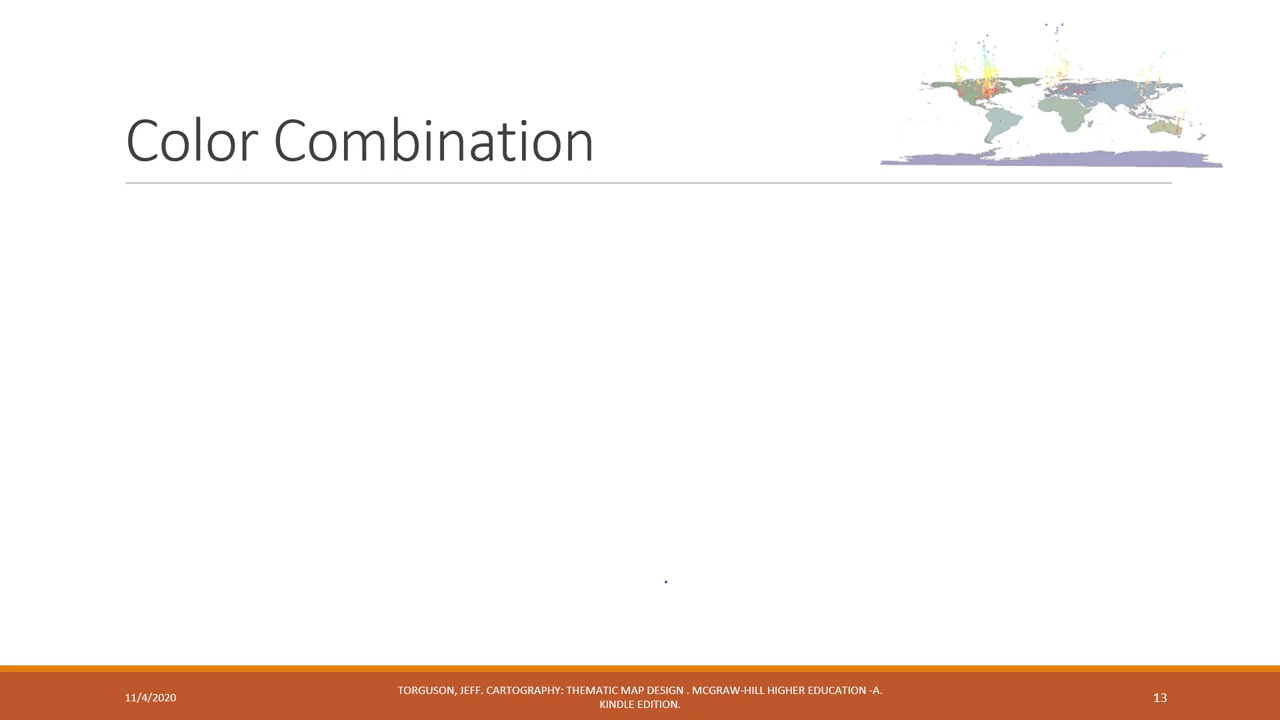 Color Combination
11/4/2020
TORGUSON, JEFF. CARTOGRAPHY: THEMATIC MAP DESIGN . MCGRAW-HILL HIGHER EDUCATION -A.
KINDLE EDITION.
13